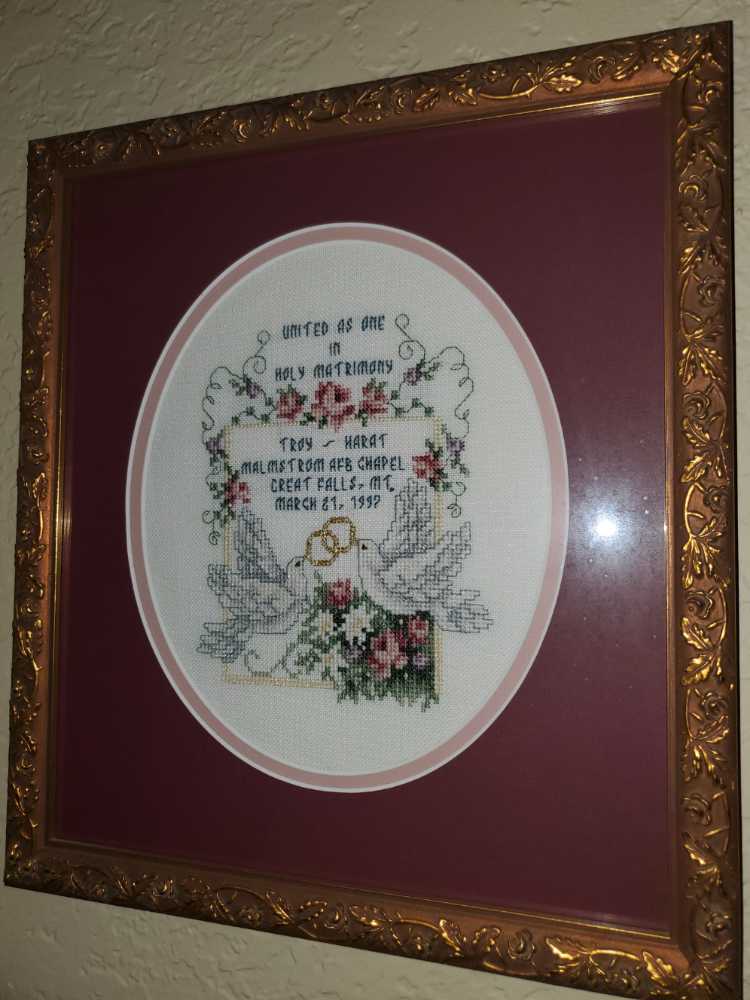 UNITED AS ONE
IN
HOLY MATRIMONY
TROY ~ HARAT
MALMSTROM AFB CHAPEL
GREAT FALLS, MT.
MARCH 21, 1997